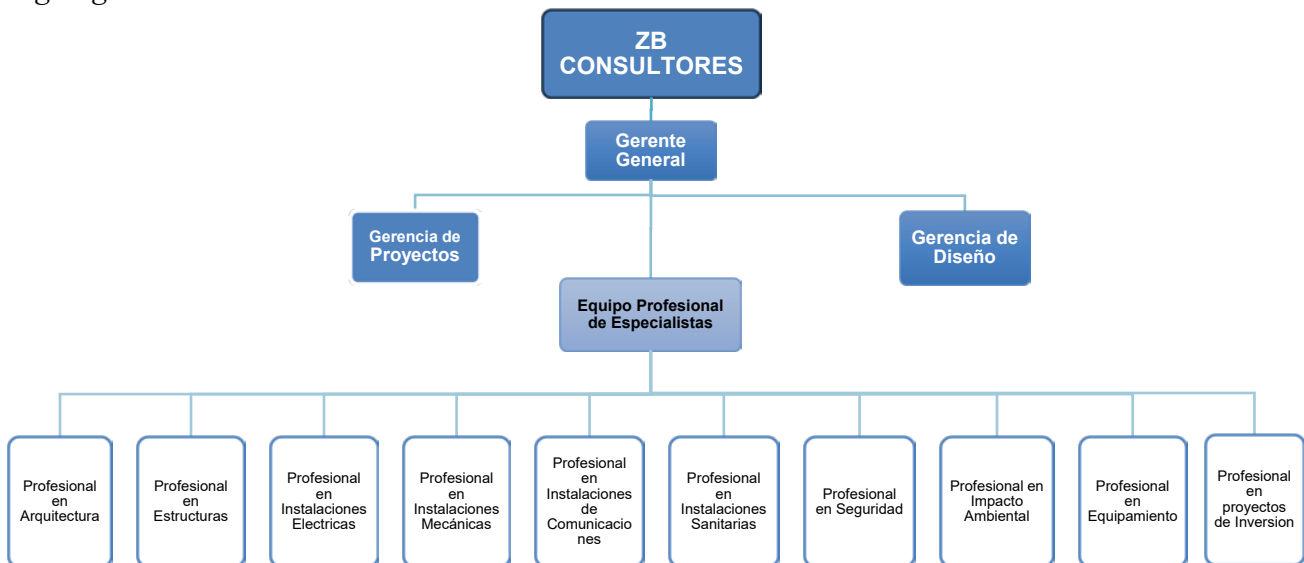 ZB
CONSULTORES
Gerente
General
Gerencia de
Proyectos
Gerencia de
Diseño
Equipo Profesional
de Especialistas
Profesional
en
Arquitectura
Profesional
en
Estructuras
Profesional
en
Instalaciones
Electricas
Profesional
en
Instalaciones
Mecánicas
Profesional
en
Instalaciones
de
Comunicacio
nes
Profesional
en
Instalaciones
Sanitarias
Profesional
en Seguridad
Profesional en
Impacto
Ambiental
Profesional
en
Equipamiento
Profesional
en
proyectos
de Inversion